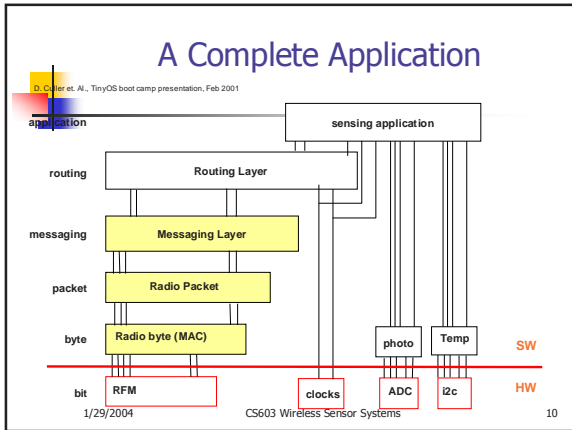 A Complete Application
D. Culler et. Al., TinyOS boot camp presentation, Feb 2001
application
sensing application
routing
Routing Layer
messaging
Messaging Layer
packet
Radio Packet
byte
Radio byte (MAC)
photo
Temp
SW
bit
RFM
clocks
ADC
i2c
HW
1/29/2004
CS603 Wireless Sensor Systems
10